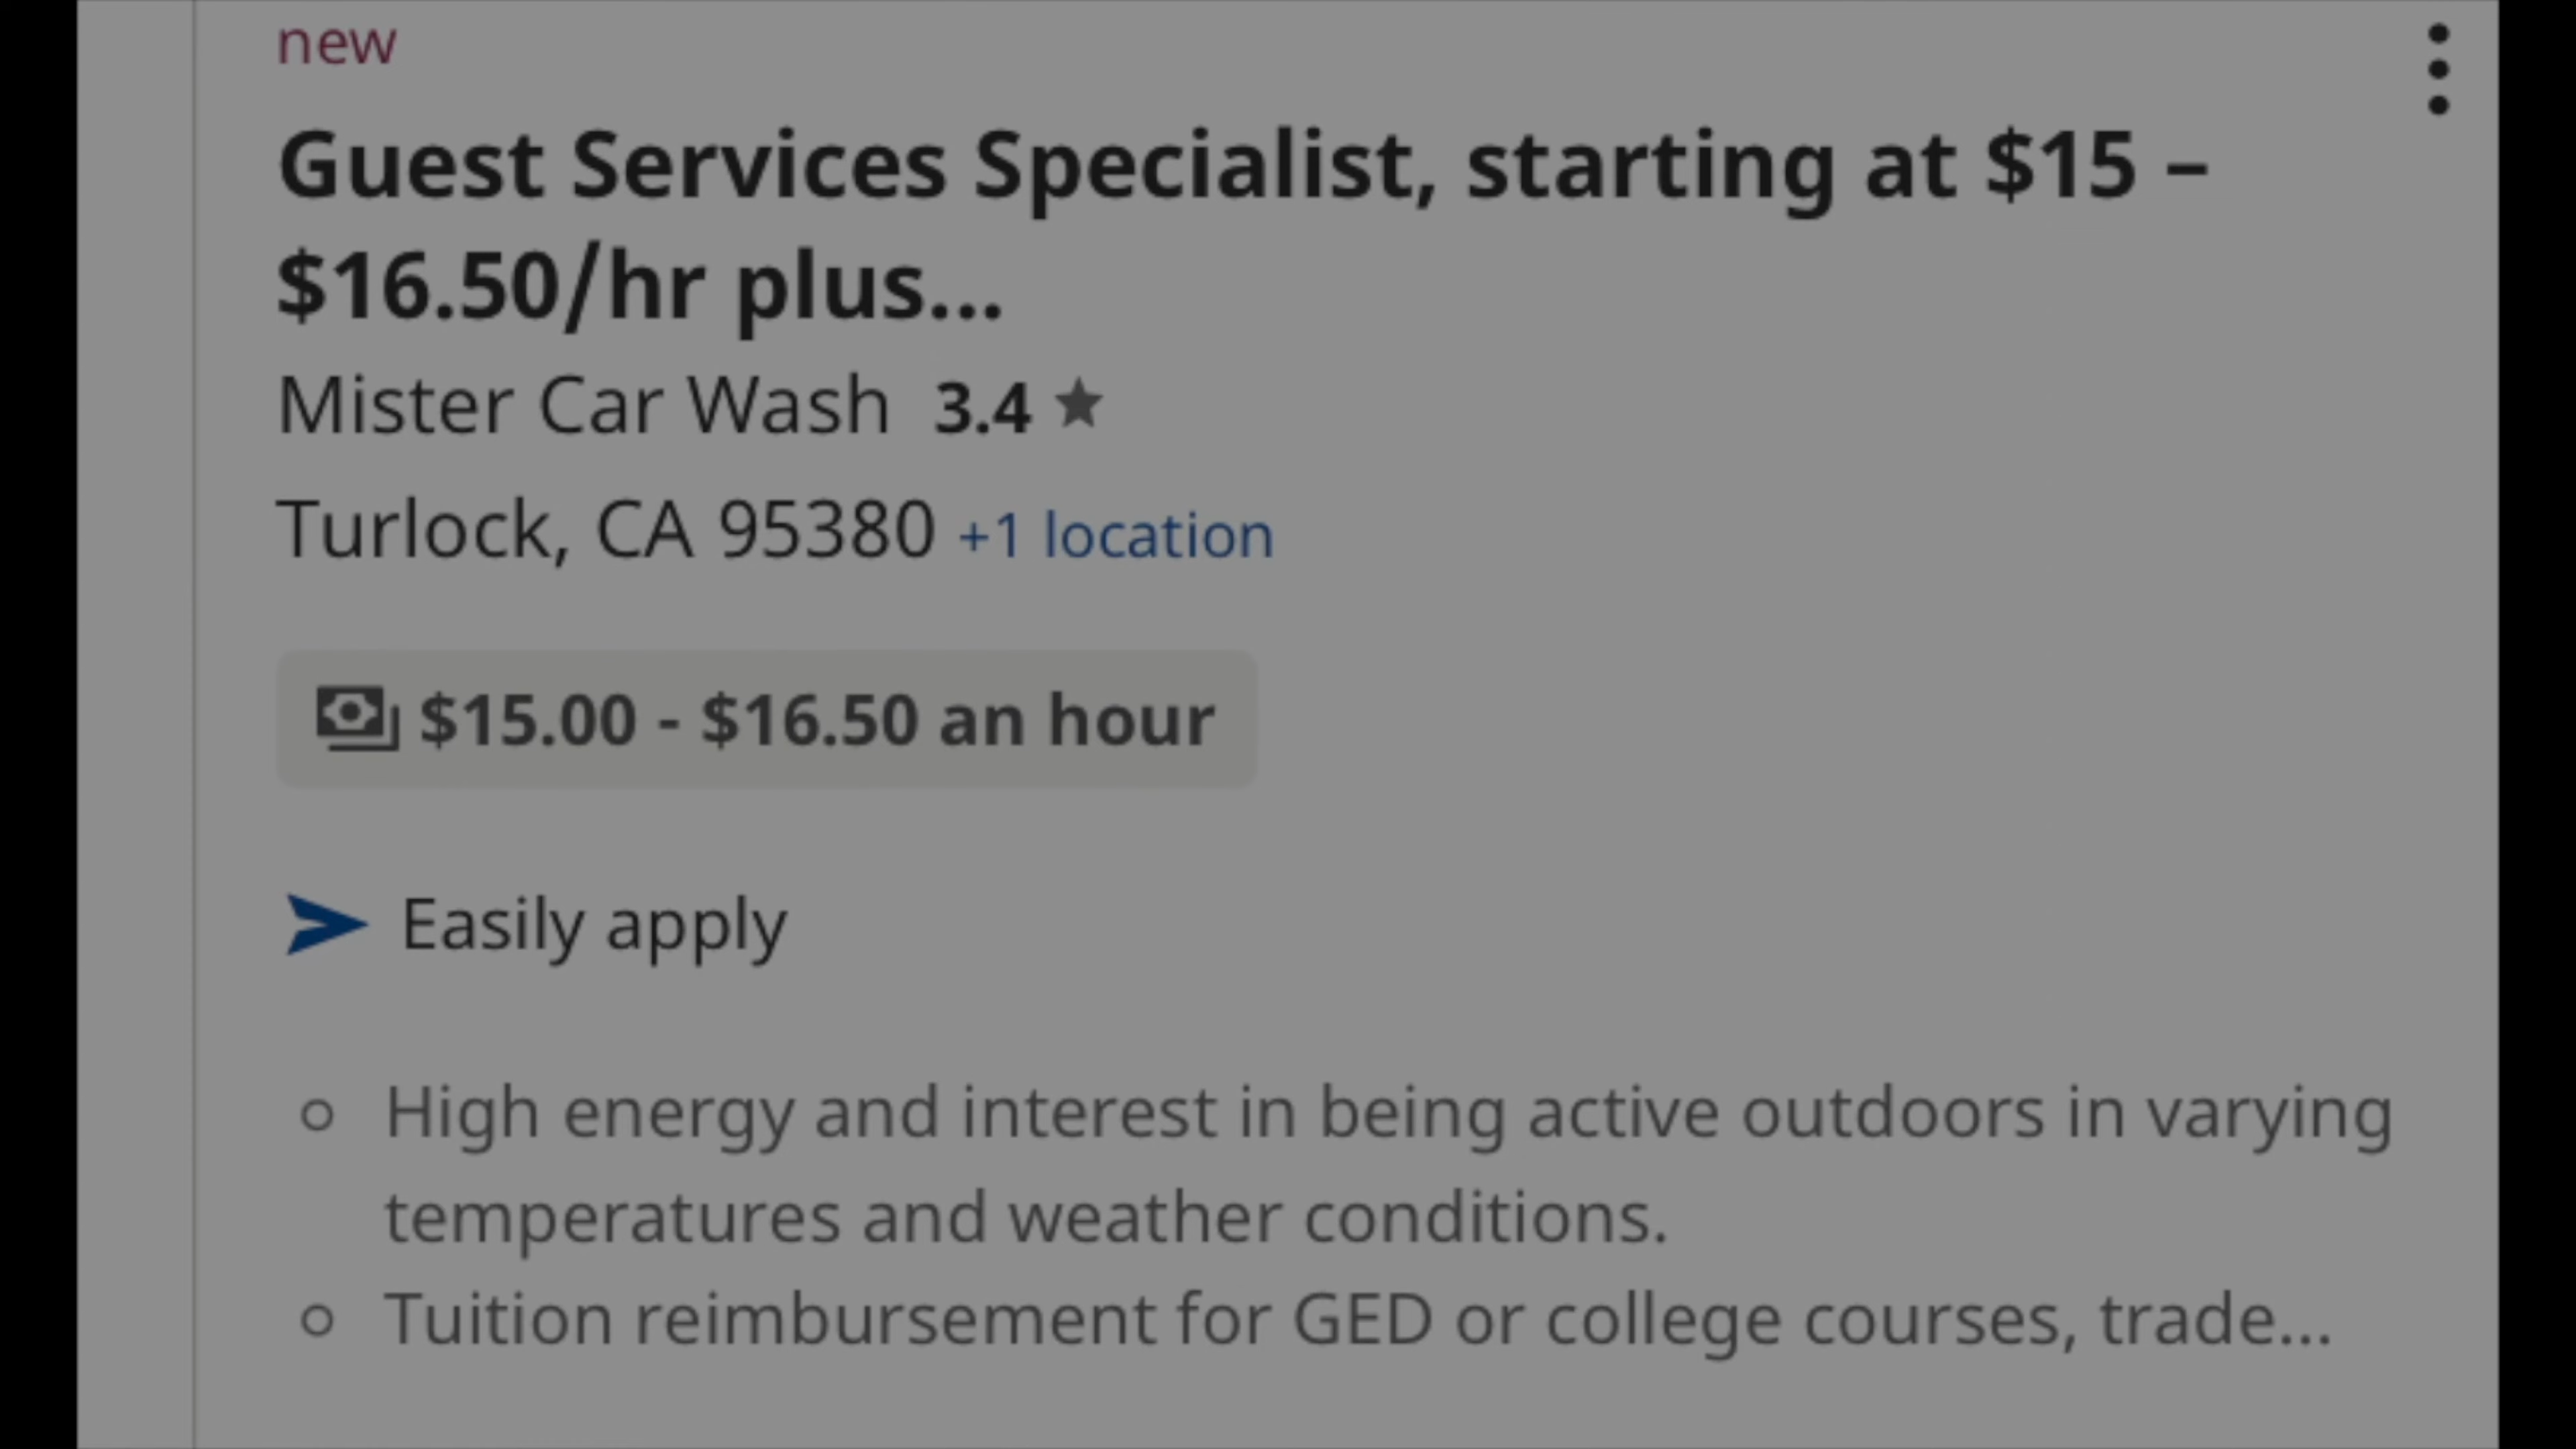 new
Guest Services Specialist, starting at $15 –
$16.50/hr plus...
Mister Car Wash 3.4 ★
Turlock, CA 95380 +1 location
$15.00 - $16.50 an hour
Easily apply
High energy and interest in being active outdoors in varying
temperatures and weather conditions.
Tuition reimbursement for GED or college courses, trade...